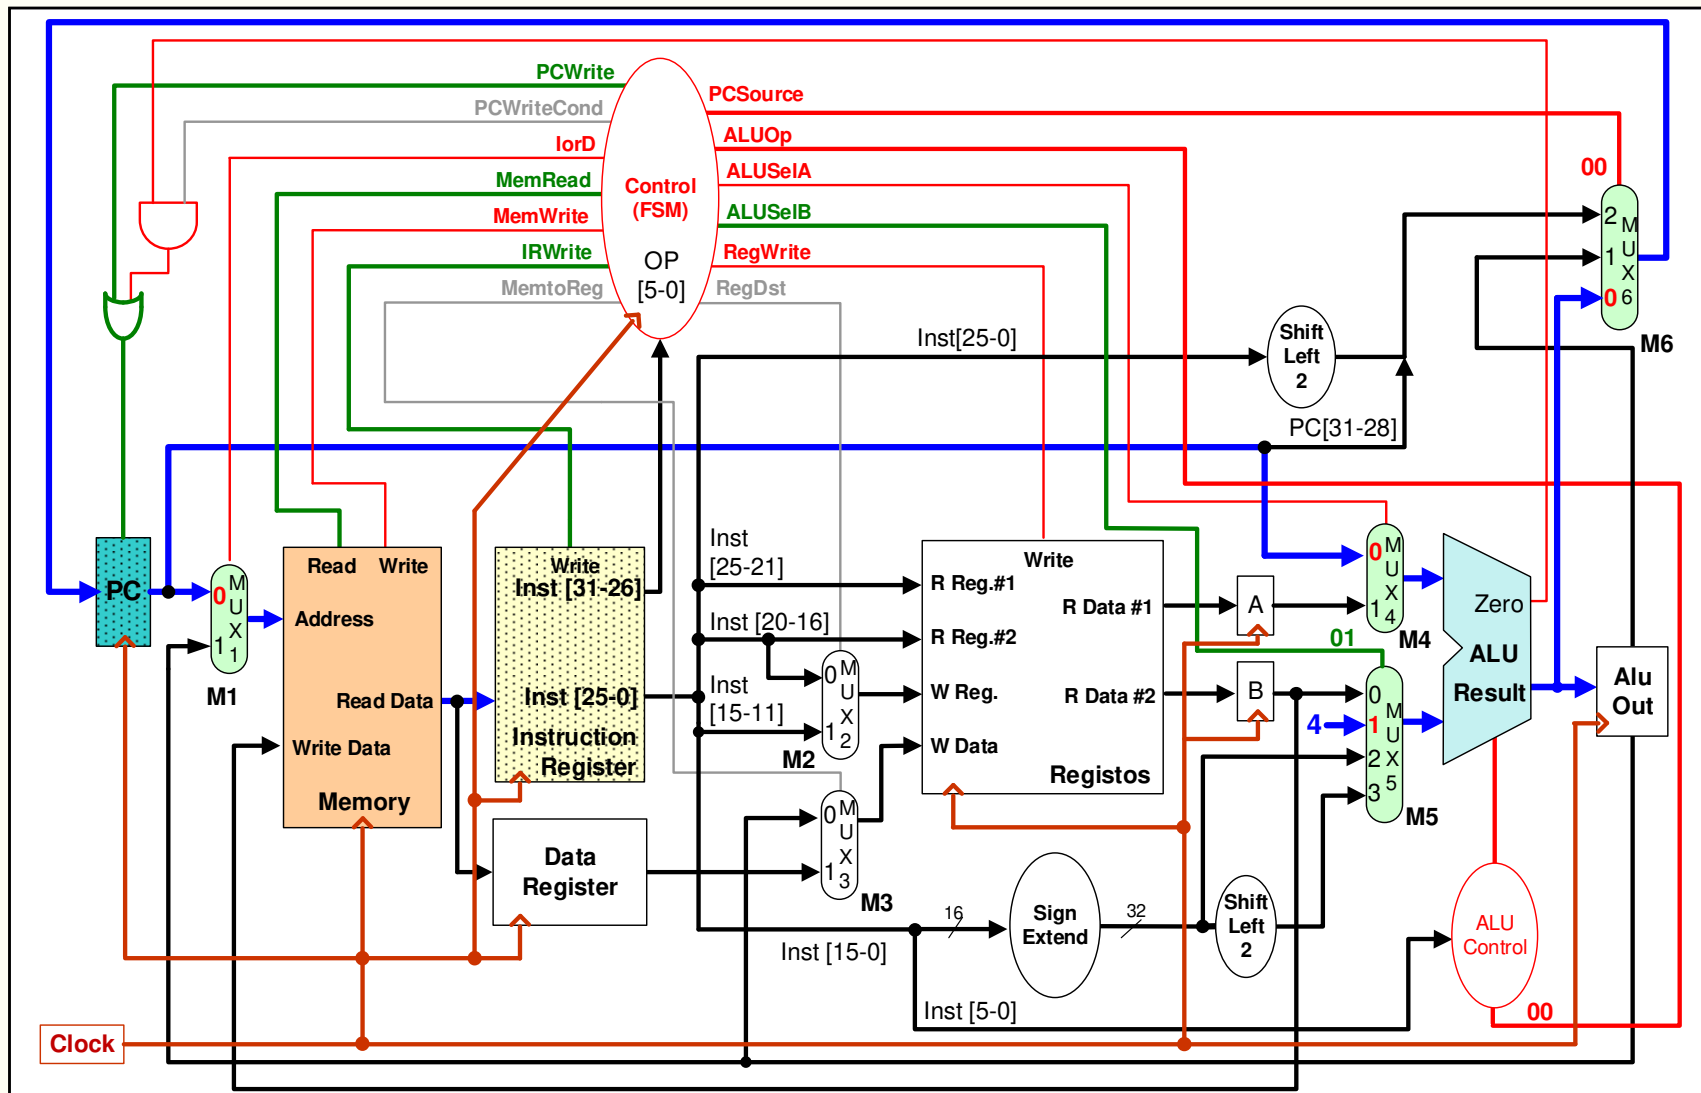 PCWrite
PCWriteCond
IorD
MemRead
MemWrite
IRWrite
MemtoReg
Control
(FSM)
OP
[5-0]
PCSource
ALUOp
ALUSelA
ALUSelB
RegWrite
RegDst
00
2
1
0
M
U
X
6
M6
Inst[25-0]
Shift
Left
2
PC[31-28]
PC
0
1
M
U
X
1
M1
Read
Write
Address
Read Data
Write Data
Memory
Write
Inst [31-26]
Inst [25-0]
Instruction
Register
Data
Register
Inst
[25-21]
Inst [20-16]
Inst
[15-11]
0
1
M
U
X
2
M2
0
1
M
U
X
3
M3
Write
R Reg.#1
R Reg.#2
W Reg.
W Data
R Data #1
R Data #2
Registos
A
B
01
4
0
1
M
U
X
4
M4
0
1
2
3
M
U
X
5
M5
Zero
ALU
Result
Alu
Out
Inst [15-0]
16
Sign
Extend
32
Shift
Left
2
ALU
Control
Inst [5-0]
00
Clock